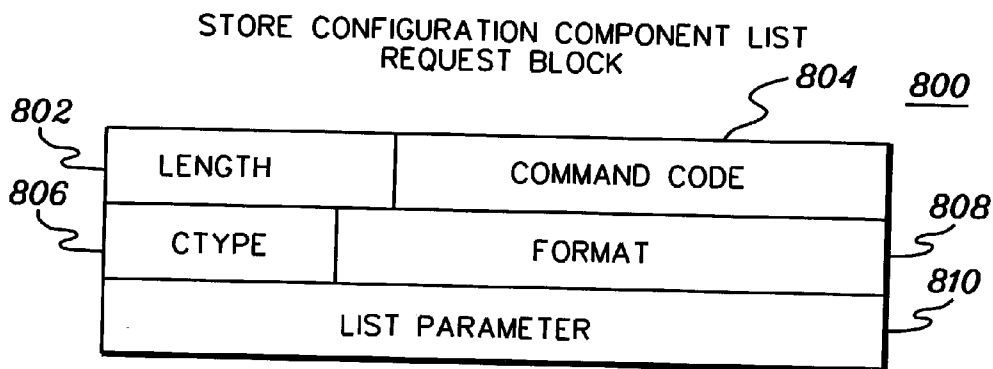 STORE CONFIGURATION COMPONENT LIST
REQUEST BLOCK
804
800
802
LENGTH
COMMAND CODE
806
CTYPE
FORMAT
808
LIST PARAMETER
810